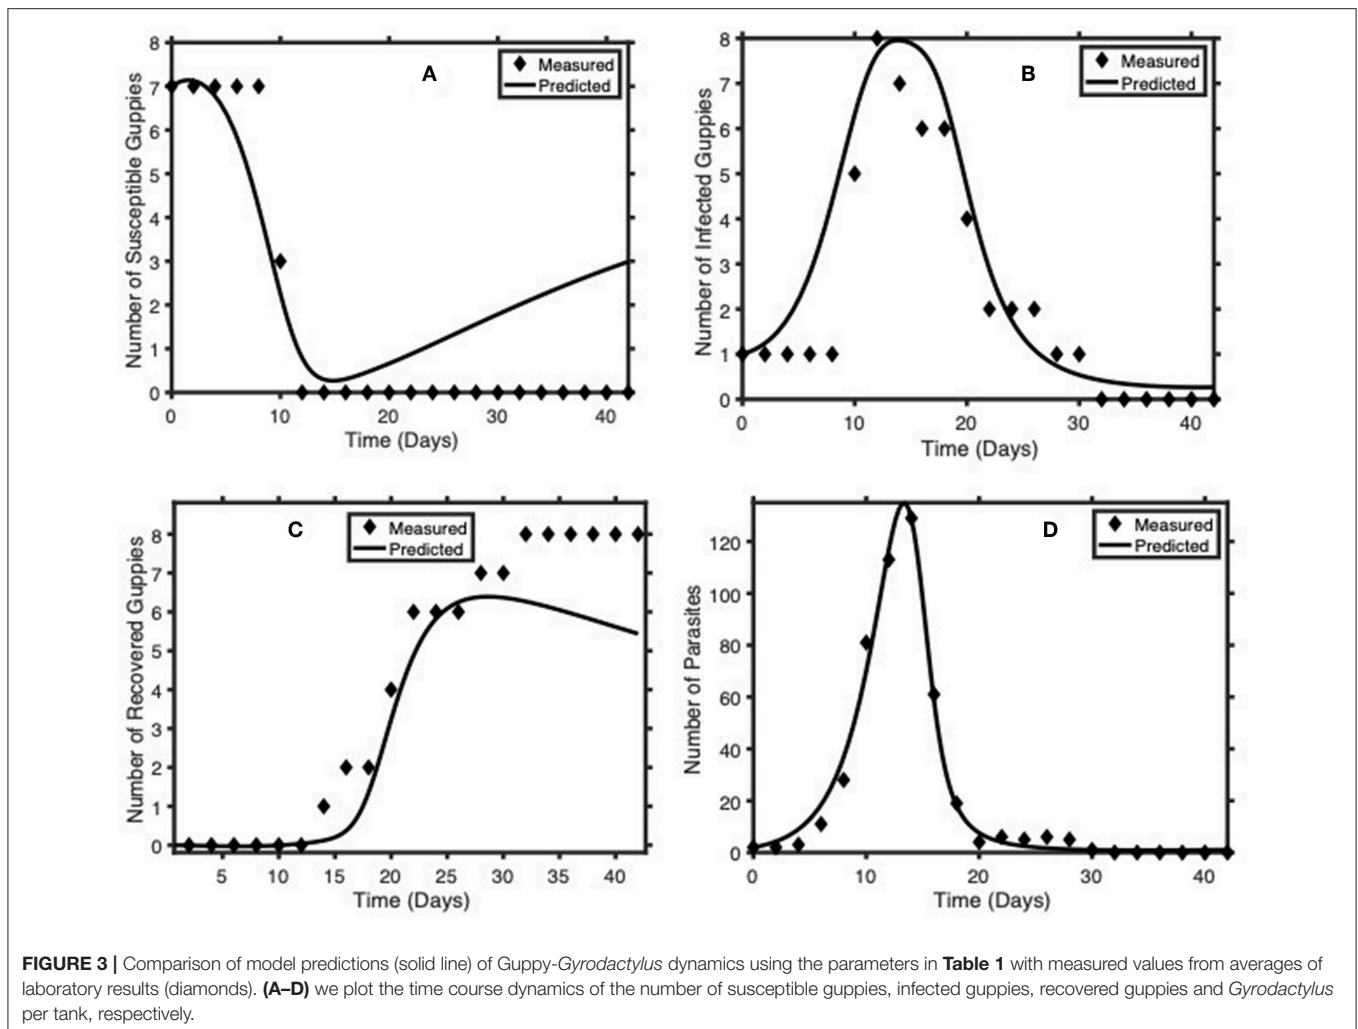 A
Measured
Predicted
Number of Susceptible Guppies
8
7
6
5
4
3
2
1
0
0 10 20 30 40
Time (Days)
B
Measured
Predicted
Number of Infected Guppies
8
7
6
5
4
3
2
1
0
0 10 20 30 40
Time (Days)
C
Measured
Predicted
Number of Recovered Guppies
8
7
6
5
4
3
2
1
0
5 10 15 20 25 30 35 40
Time (Days)
D
Measured
Predicted
Number of Parasites
120
100
80
60
40
20
0
0 10 20 30 40
Time (Days)
FIGURE 3 | Comparison of model predictions (solid line) of Guppy-Gyrodactylus dynamics using the parameters in Table 1 with measured values from averages of
laboratory results (diamonds). (A–D) we plot the time course dynamics of the number of susceptible guppies, infected guppies, recovered guppies and Gyrodactylus
per tank, respectively.